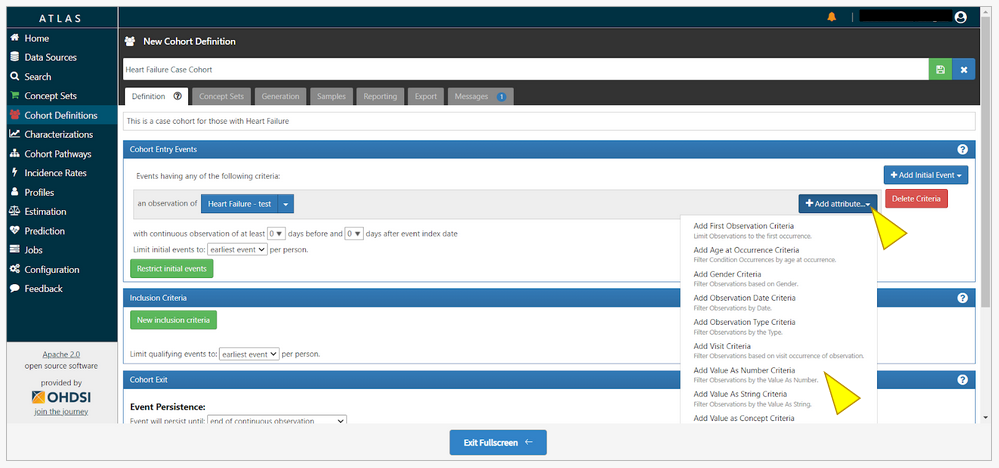 ATLAS
Home
Data Sources
Search
Concept Sets
Cohort Definitions
Characterizations
Cohort Pathways
Incidence Rates
Profiles
Estimation
Prediction
Jobs
Configuration
Feedback
Apache 2.0
open source software
provided by
OHDSI
join the journey
New Cohort Definition
Heart Failure Case Cohort
Definition Concept Sets Generation Samples Reporting Export Messages 1
This is a case cohort for those with Heart Failure
Cohort Entry Events
Events having any of the following criteria:
Add Initial Event
an observation of Heart Failure - test
Add attribute...
Delete Criteria
with continuous observation of at least 0 days before and 0 days after event index date
Limit initial events to: earliest event per person.
Restrict initial events
Add First Observation Criteria
Limit Observations to the first occurrence.
Add Age at Occurrence Criteria
Filter Condition Occurrences by age at occurrence.
Add Gender Criteria
Filter Observations based on Gender.
Add Observation Date Criteria
Filter Observations by Date.
Add Observation Type Criteria
Filter Observations by the Type.
Add Visit Criteria
Filter Observations based on visit occurrence of observation.
Add Value As Number Criteria
Filter Observations by the Value As Number.
Add Value As String Criteria
Filter Observations by the Value As String.
Add Value as Concept Criteria
Inclusion Criteria
New inclusion criteria
Limit qualifying events to: earliest event per person.
Cohort Exit
Event Persistence:
Event will persist until: end of continuous observation
Exit Fullscreen